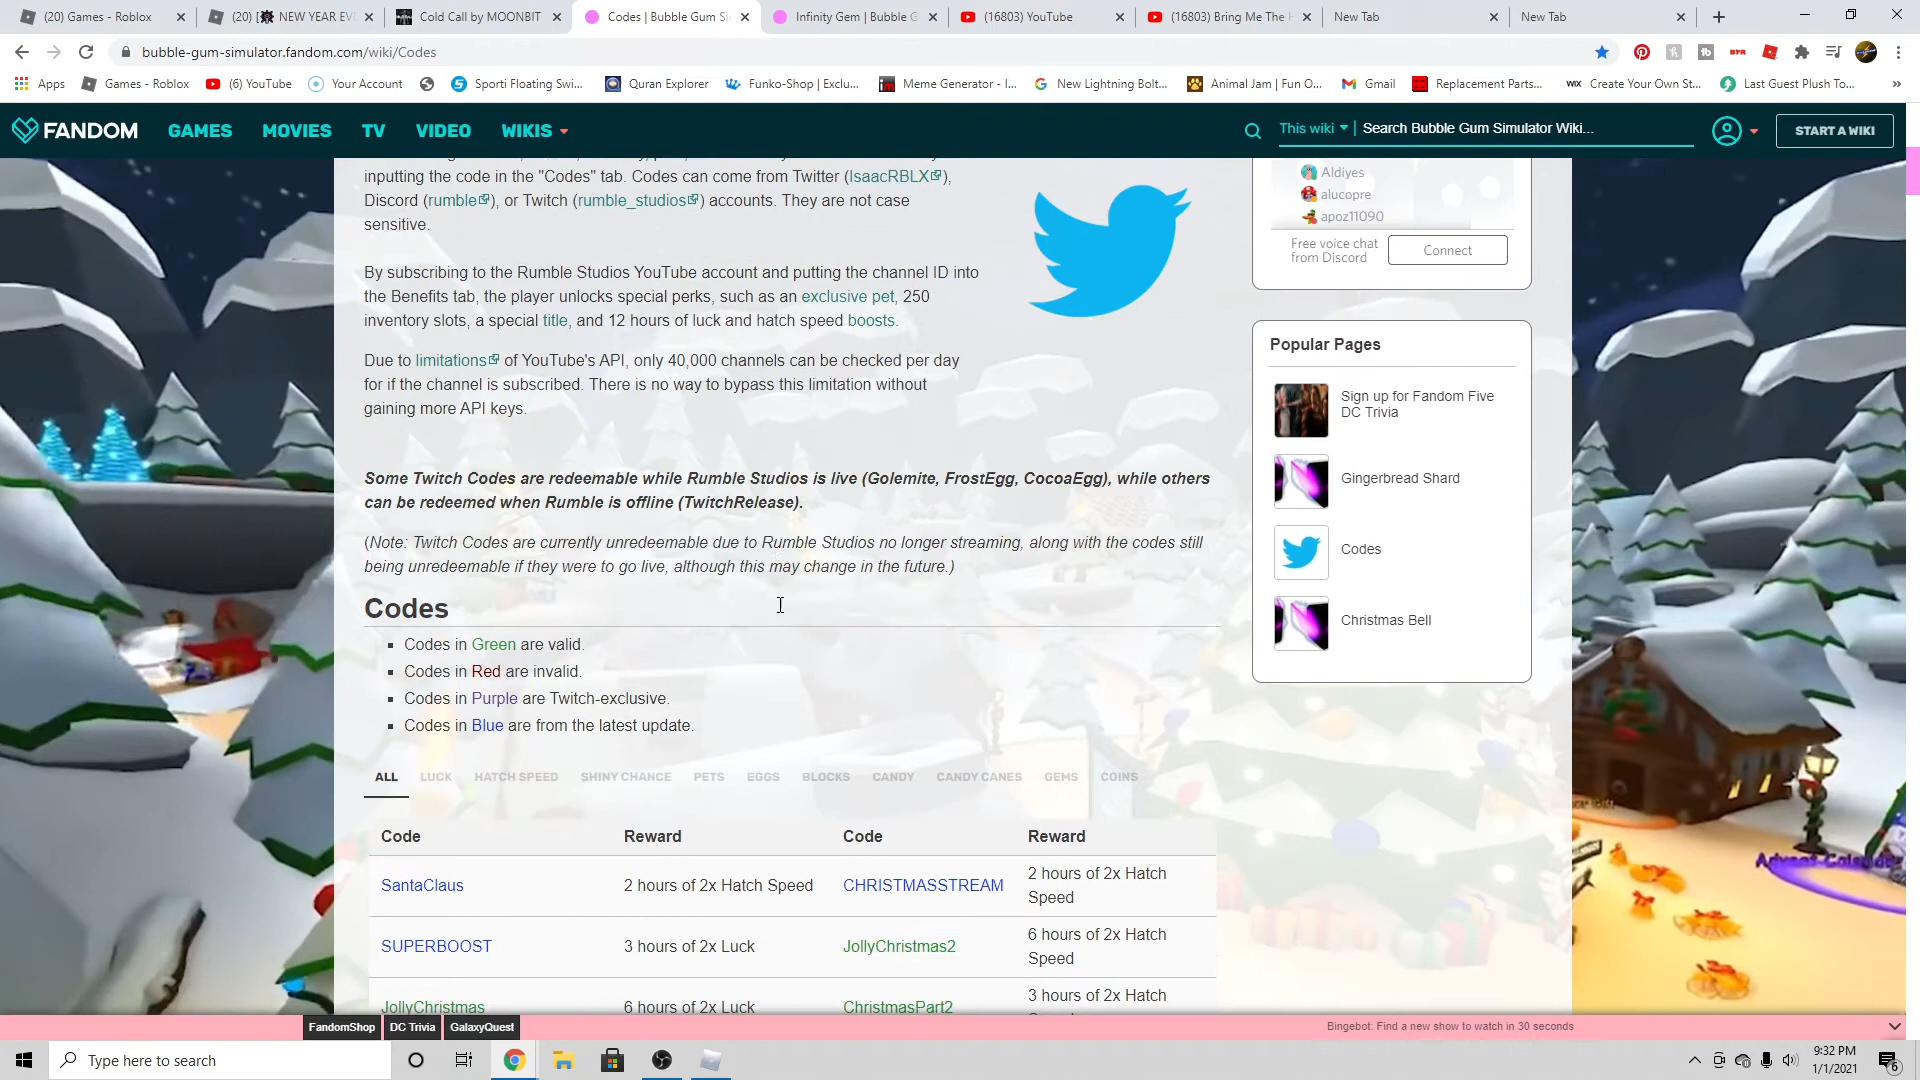 (20) Games - Roblox
(20) [ NEW YEAR EVE
Cold Call by MOONBIT
Codes | Bubble Gum Si
Infinity Gem | Bubble G
(16803) YouTube
(16803) Bring Me The H
New Tab
New Tab
bubble-gum-simulator.fandom.com/wiki/Codes
Apps
Games - Roblox
(6) YouTube
Your Account
Sporti Floating Swi...
Quran Explorer
Funko-Shop | Exclu...
Meme Generator - I...
New Lightning Bolt...
Animal Jam | Fun O...
Gmail
Replacement Parts...
WIX Create Your Own St...
Last Guest Plush To...
FANDOM GAMES MOVIES TV VIDEO WIKIS
This wiki
Search Bubble Gum Simulator Wiki...
START A WIKI
inputting the code in the "Codes" tab. Codes can come from Twitter (IsaacRBLX),
Discord (rumble), or Twitch (rumble_studios) accounts. They are not case
sensitive.
By subscribing to the Rumble Studios YouTube account and putting the channel ID into
the Benefits tab, the player unlocks special perks, such as an exclusive pet, 250
inventory slots, a special title, and 12 hours of luck and hatch speed boosts.
Due to limitations of YouTube's API, only 40,000 channels can be checked per day
for if the channel is subscribed. There is no way to bypass this limitation without
gaining more API keys.
Some Twitch Codes are redeemable while Rumble Studios is live (Golemite, FrostEgg, CocoaEgg), while others
can be redeemed when Rumble is offline (TwitchRelease).
(Note: Twitch Codes are currently unredeemable due to Rumble Studios no longer streaming, along with the codes still
being unredeemable if they were to go live, although this may change in the future.)
Codes
Codes in Green are valid.
Codes in Red are invalid.
Codes in Purple are Twitch-exclusive.
Codes in Blue are from the latest update.
ALL LUCK HATCH SPEED SHINY CHANCE PETS EGGS BLOCKS CANDY CANDY CANES GEMS COINS
Code Reward Code Reward
SantaClaus 2 hours of 2x Hatch Speed CHRISTMASSTREAM 2 hours of 2x Hatch
Speed
SUPERBOOST 3 hours of 2x Luck JollyChristmas2 6 hours of 2x Hatch
Speed
JollyChristmas 6 hours of 2x Luck ChristmasPart2 3 hours of 2x Hatch
Aldiyes
alucopre
apoz11090
Free voice chat
from Discord
Connect
Popular Pages
Sign up for Fandom Five
DC Trivia
Gingerbread Shard
Codes
Christmas Bell
FandomShop
DC Trivia
GalaxyQuest
Bingebot: Find a new show to watch in 30 seconds
Type here to search
9:32 PM
1/1/2021
6